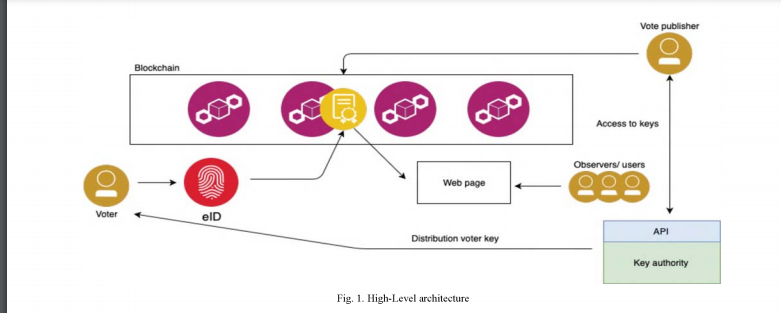 Vote publisher
Blockchain
Access to keys
Observers/ users
Web page
Voter
eID
API
Distribution voter key
Key authority
Fig. 1. High-Level architecture